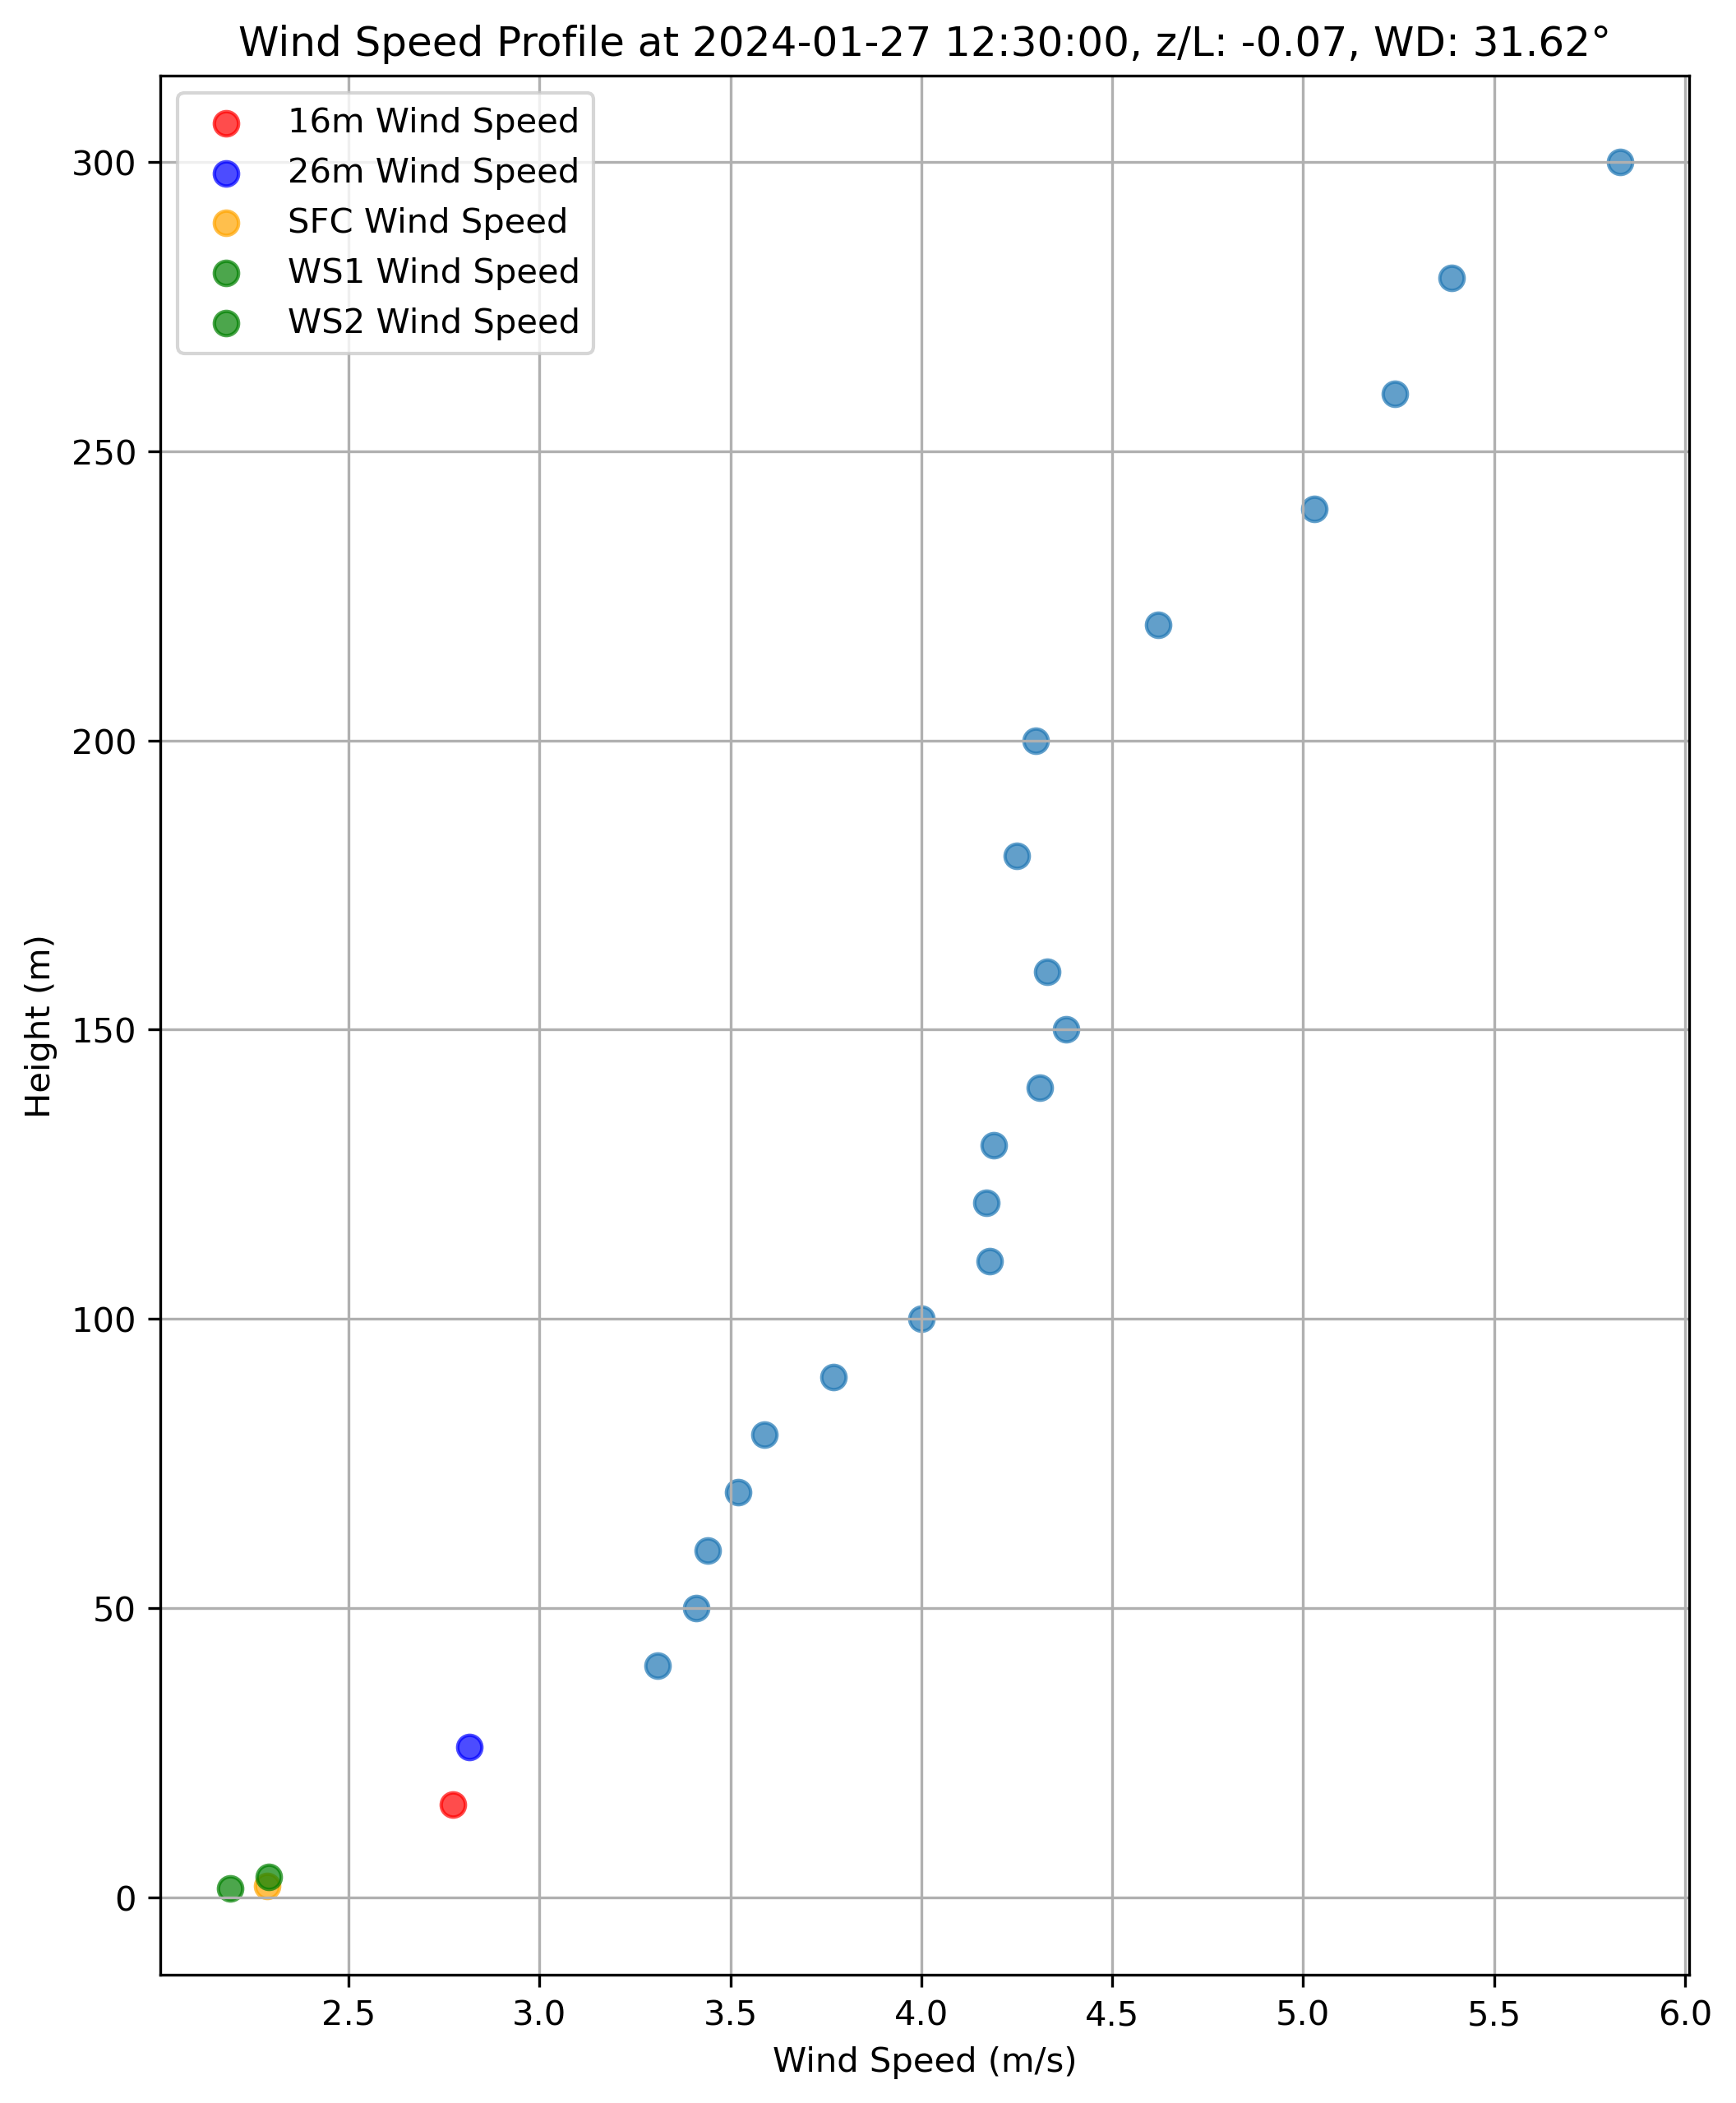 Wind Speed Profile at 2024-01-27 12:30:00, z/L: -0.07, WD: 31.62°
16m Wind Speed
26m Wind Speed
SFC Wind Speed
WS1 Wind Speed
WS2 Wind Speed
300
250
200
150
100
50
0
Height (m)
2.5 3.0 3.5 4.0 4.5 5.0 5.5 6.0
Wind Speed (m/s)